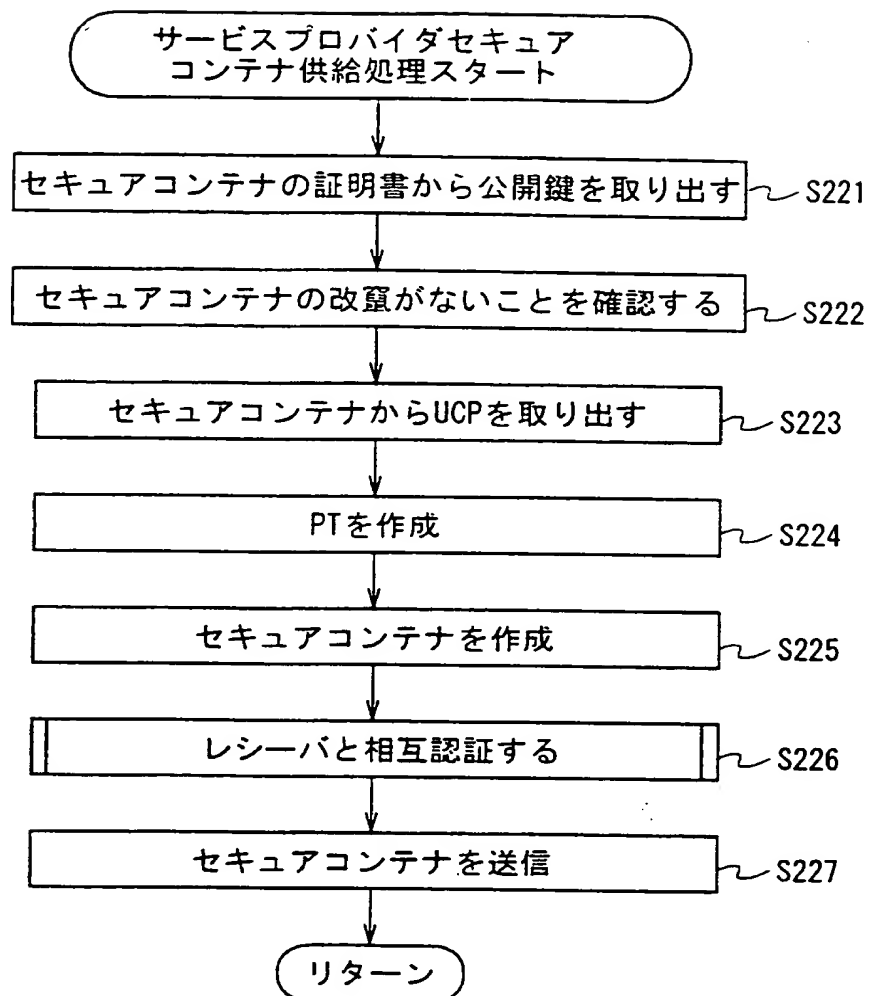 サービスプロバイダセキュア
コンテナ供給処理スタート
セキュアコンテナの証明書から公開鍵を取り出す
S221
セキュアコンテナの改竄がないことを確認する
S222
セキュアコンテナからUCPを取り出す
S223
PTを作成
S224
セキュアコンテナを作成
S225
レシーバと相互認証する
S226
セキュアコンテナを送信
S227
リターン